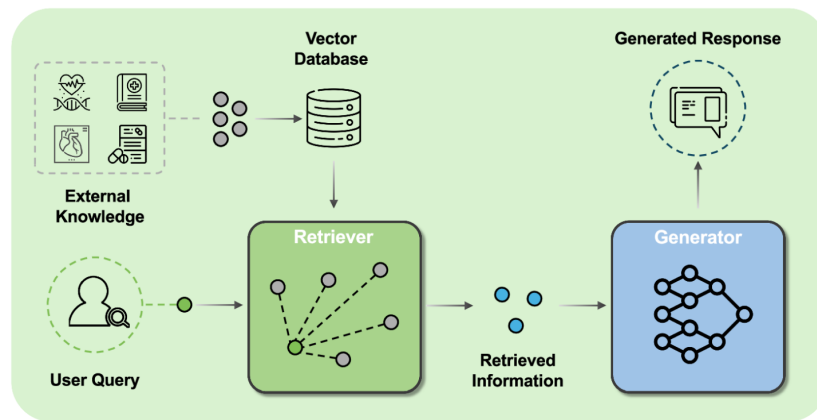 Vector
Database
Generated Response
External
Knowledge
Retriever
Generator
User Query
Retrieved
Information